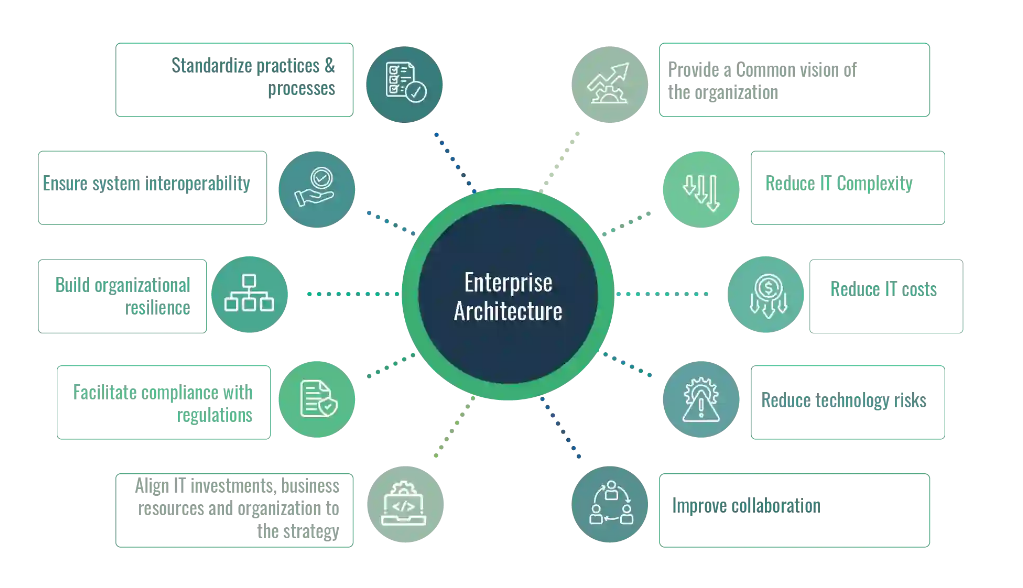 Standardize practices &
processes
Provide a Common vision of
the organization
Ensure system interoperability
Reduce IT Complexity
Build organizational
resilience
Enterprise
Architecture
$
Reduce IT costs
Facilitate compliance with
regulations
Reduce technology risks
Align IT investments, business
resources and organization to
the strategy
</>
Improve collaboration